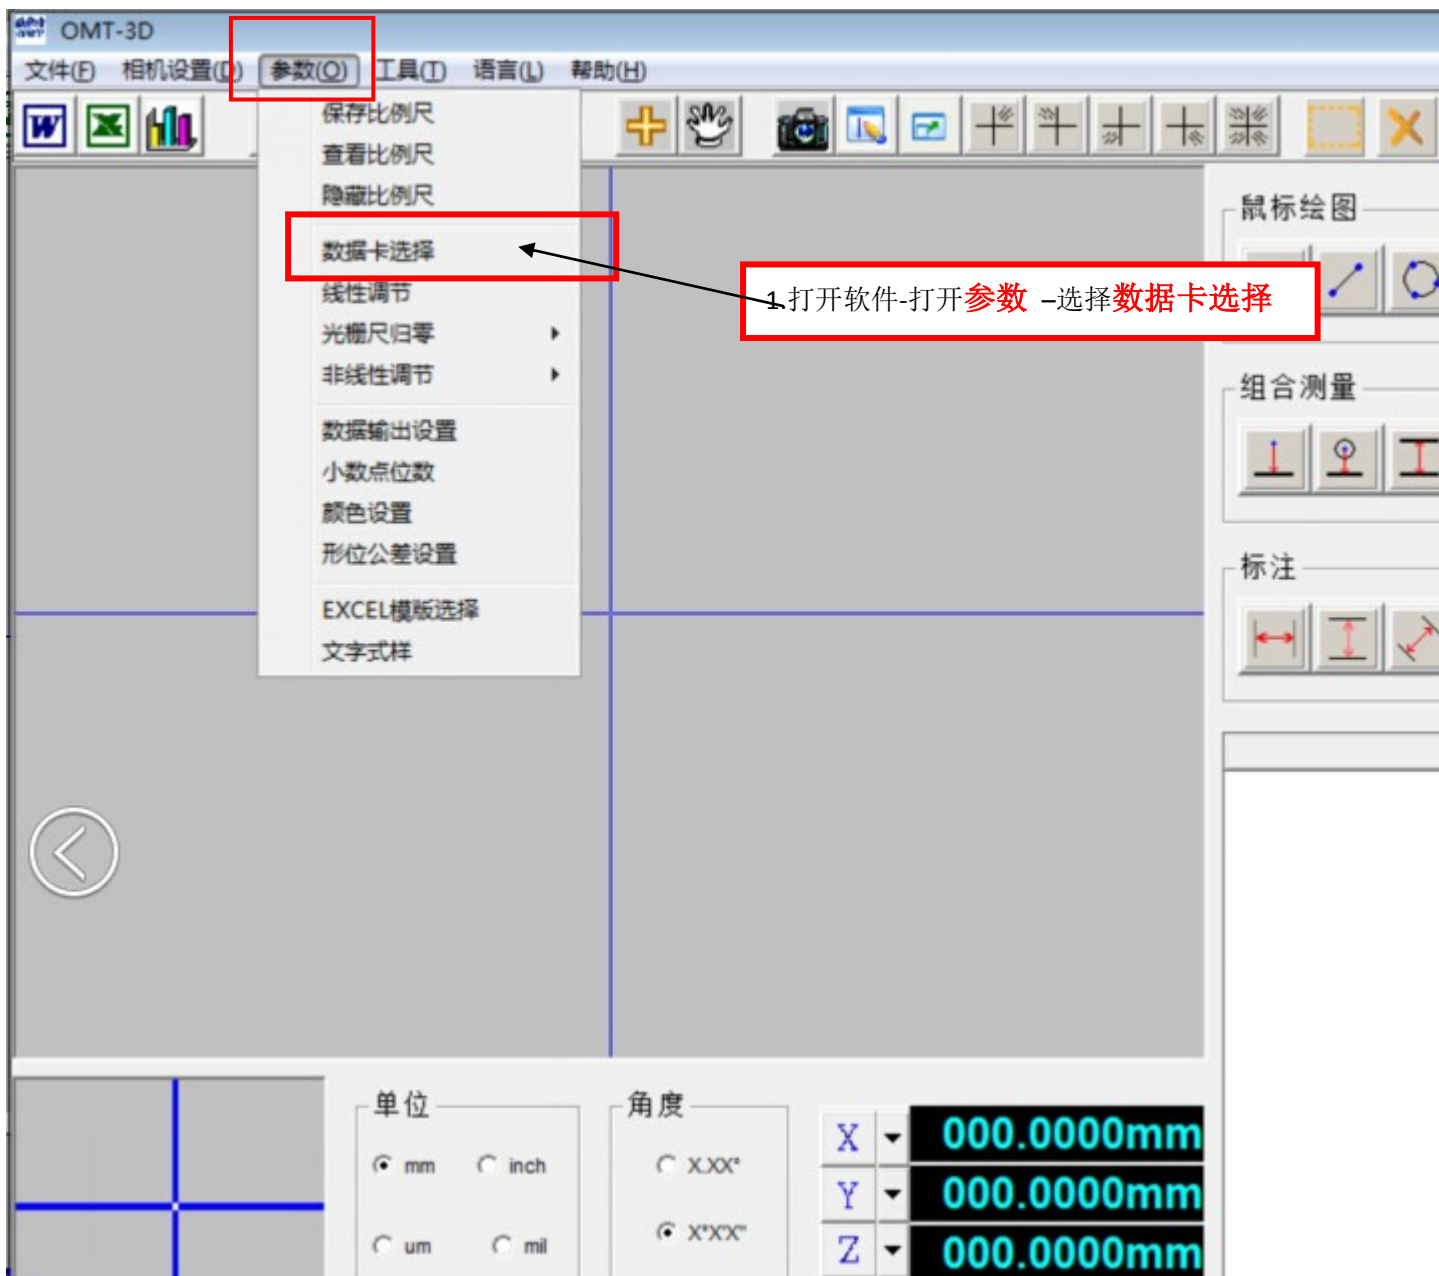 OMT-3D
文件(F) 相机设置(D) 参数(O) 工具(T) 语言(L) 帮助(H)
保存比例尺
查看比例尺
隐藏比例尺
数据卡选择
线性调节
光栅尺归零
非线性调节
数据输出设置
小数点位数
颜色设置
形位公差设置
EXCEL模版选择
文字式样
1.打开软件-打开参数 –选择数据卡选择
鼠标绘图
组合测量
标注
单位
mm inch
um mil
角度
X.XX°
X°X'X"
X 000.0000mm
Y 000.0000mm
Z 000.0000mm